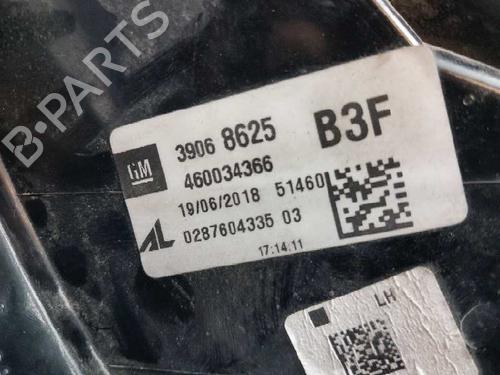 B-PARTS
GM
3906 8625 B3F
460034366
19/06/2018 51460
AL 0287604335 03
17:14:11
LH